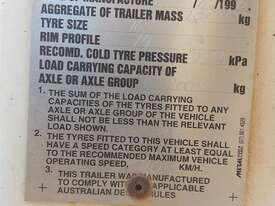 OF MANUFACTURE /199
AGGREGATE OF TRAILER MASS kg
TYRE SIZE
RIM PROFILE
RECOMD. COLD TYRE PRESSURE kPa
LOAD CARRYING CAPACITY OF
AXLE OR AXLE GROUP kg
1. THE SUM OF THE LOAD CARRYING
CAPACITIES OF THE TYRES FITTED TO ANY
AXLE OR AXLE GROUP OF THE VEHICLE
SHALL NOT BE LESS THAN THE RELEVANT
LOAD SHOWN.
2. THE TYRES FITTED TO THIS VEHICLE SHALL
HAVE A SPEED CATEGORY AT LEAST EQUAL
TO THE RECOMMENDED MAXIMUM VEHICLE
OPERATING SPEED. KM/H.
3. THIS TRAILER WAS MANUFACTURED
TO COMPLY WITH APPLICABLE
AUSTRALIAN DE RULES